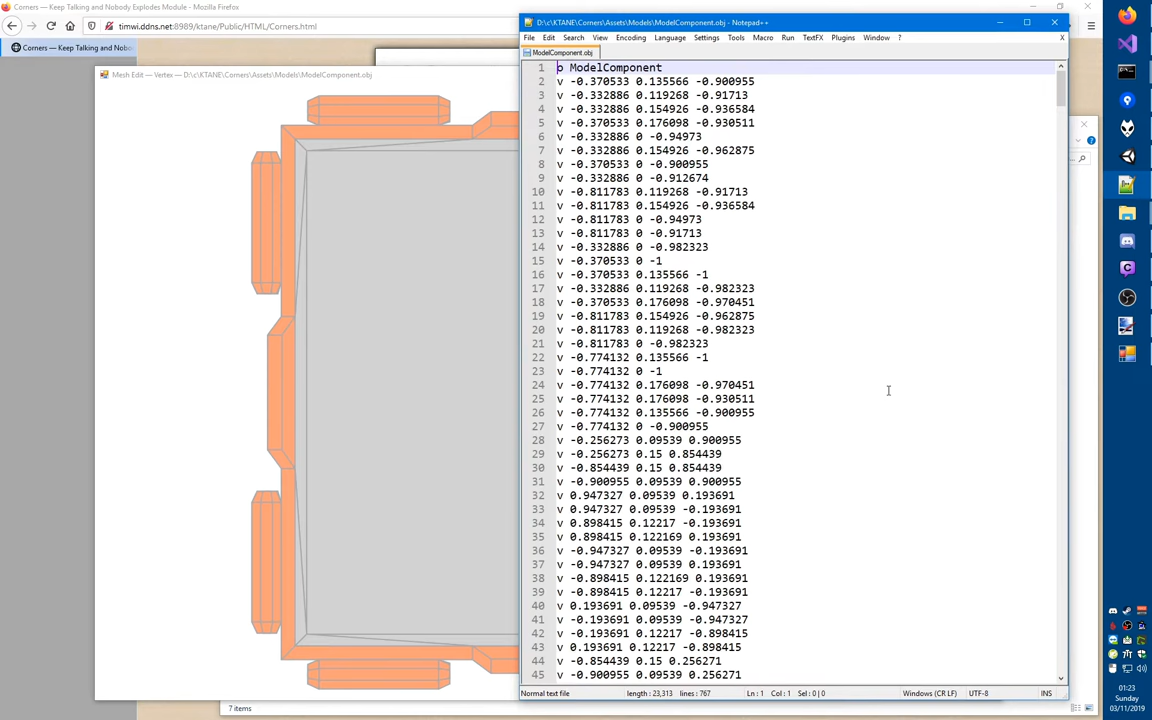 Corners — Keep Talking and Nobody Explodes Module — Mozilla Firefox
timwi.ddns.net:8989/ktane/Public/HTML/Corners.html
Corners — Keep Talking and Nobo
Mesh Edit — Vertex — D:\c\KTANE\Corners\Assets\Models\ModelComponent.obj
D:\c\KTANE\Corners\Assets\Models\ModelComponent.obj - Notepad++
File Edit Search View Encoding Language Settings Tools Macro Run TextFX Plugins Window ? X
ModelComponent.obj
1 o ModelComponent
2 v -0.370533 0.135566 -0.900955
3 v -0.332886 0.119268 -0.91713
4 v -0.332886 0.154926 -0.936584
5 v -0.370533 0.176098 -0.930511
6 v -0.332886 0 -0.94973
7 v -0.332886 0.154926 -0.962875
8 v -0.370533 0 -0.900955
9 v -0.332886 0 -0.912674
10 v -0.811783 0.119268 -0.91713
11 v -0.811783 0.154926 -0.936584
12 v -0.811783 0 -0.94973
13 v -0.811783 0 -0.91713
14 v -0.332886 0 -0.982323
15 v -0.370533 0 -1
16 v -0.370533 0.135566 -1
17 v -0.332886 0.119268 -0.982323
18 v -0.370533 0.176098 -0.970451
19 v -0.811783 0.154926 -0.962875
20 v -0.811783 0.119268 -0.982323
21 v -0.811783 0 -0.982323
22 v -0.774132 0.135566 -1
23 v -0.774132 0 -1
24 v -0.774132 0.176098 -0.970451
25 v -0.774132 0.176098 -0.930511
26 v -0.774132 0.135566 -0.900955
27 v -0.774132 0 -0.900955
28 v -0.256273 0.09539 0.900955
29 v -0.256273 0.15 0.854439
30 v -0.854439 0.15 0.854439
31 v -0.900955 0.09539 0.900955
32 v 0.947327 0.09539 0.193691
33 v 0.947327 0.09539 -0.193691
34 v 0.898415 0.12217 -0.193691
35 v 0.898415 0.122169 0.193691
36 v -0.947327 0.09539 -0.193691
37 v -0.947327 0.09539 0.193691
38 v -0.898415 0.122169 0.193691
39 v -0.898415 0.12217 -0.193691
40 v 0.193691 0.09539 -0.947327
41 v -0.193691 0.09539 -0.947327
42 v -0.193691 0.12217 -0.898415
43 v 0.193691 0.12217 -0.898415
44 v -0.854439 0.15 0.256271
45 v -0.900955 0.09539 0.256271
Normal text file length : 23,313 lines : 767 Ln : 1 Col : 1 Sel : 0 | 0 Windows (CR LF) UTF-8 INS
7 items
01:23
Sunday
03/11/2019